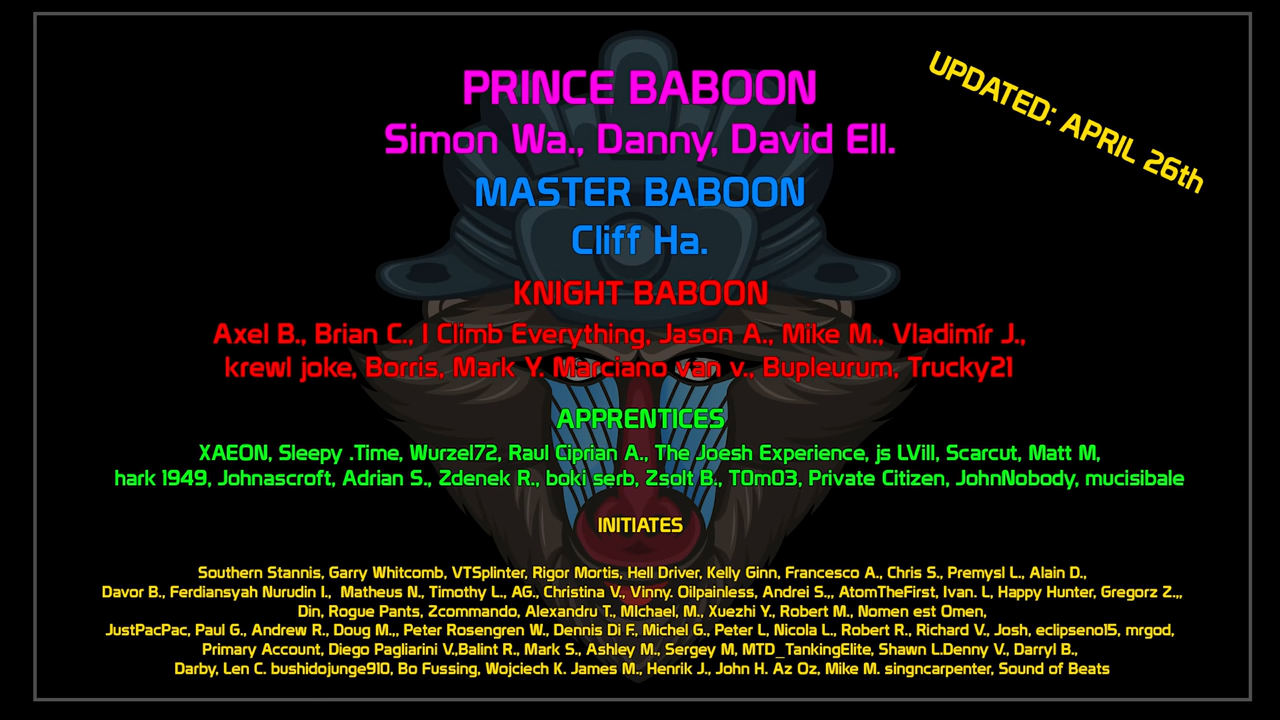 PRINCE BABOON
UPDATED: APRIL 26th
Simon Wa., Danny, David Ell.
MASTER BABOON
Cliff Ha.
KNIGHT BABOON
Axel B., Brian C., I Climb Everything, Jason A., Mike M., Vladimír J.,
krewl joke, Borris, Mark Y. Marciano van v., Bupleurum, Trucky21
APPRENTICES
XAEON, Sleepy .Time, Wurzel72, Raul Ciprian A., The Joesh Experience, js LVill, Scarcut, Matt M,
hark 1949, Johnascroft, Adrian S., Zdenek R., boki serb, Zsolt B., T0m03, Private Citizen, JohnNobody, mucisibale
INITIATES
Southern Stannis, Garry Whitcomb, VTSplinter, Rigor Mortis, Hell Driver, Kelly Ginn, Francesco A., Chris S., Premysl L., Alain D.,
Davor B., Ferdiansyah Nurudin I., Matheus N., Timothy L., AG., Christina V., Vinny. Oilpainless, Andrei S.,, AtomTheFirst, Ivan. I., Happy Hunter, Gregorz Z.,,
Din, Rogue Pants, Zcommando, Alexandru T., MIchael, M., Xuezhi Y., Robert M., Nomen est Omen,
JustPacPac, Paul G., Andrew R., Doug M.,, Peter Rosengren W., Dennis Di F., Michel G., Peter L, Nicola L., Robert R., Richard V., Josh, eclipseno15, mrgod,
Primary Account, Diego Pagliarini V.,Balint R., Mark S., Ashley M., Sergey M, MTD_TankingElite, Shawn L.Denny V., Darryl B.,
Darby, Len C. bushidojunge910, Bo Fussing, Wojciech K. James M., Henrik J., John H. Az Oz, Mike M. singncarpenter, Sound of Beats